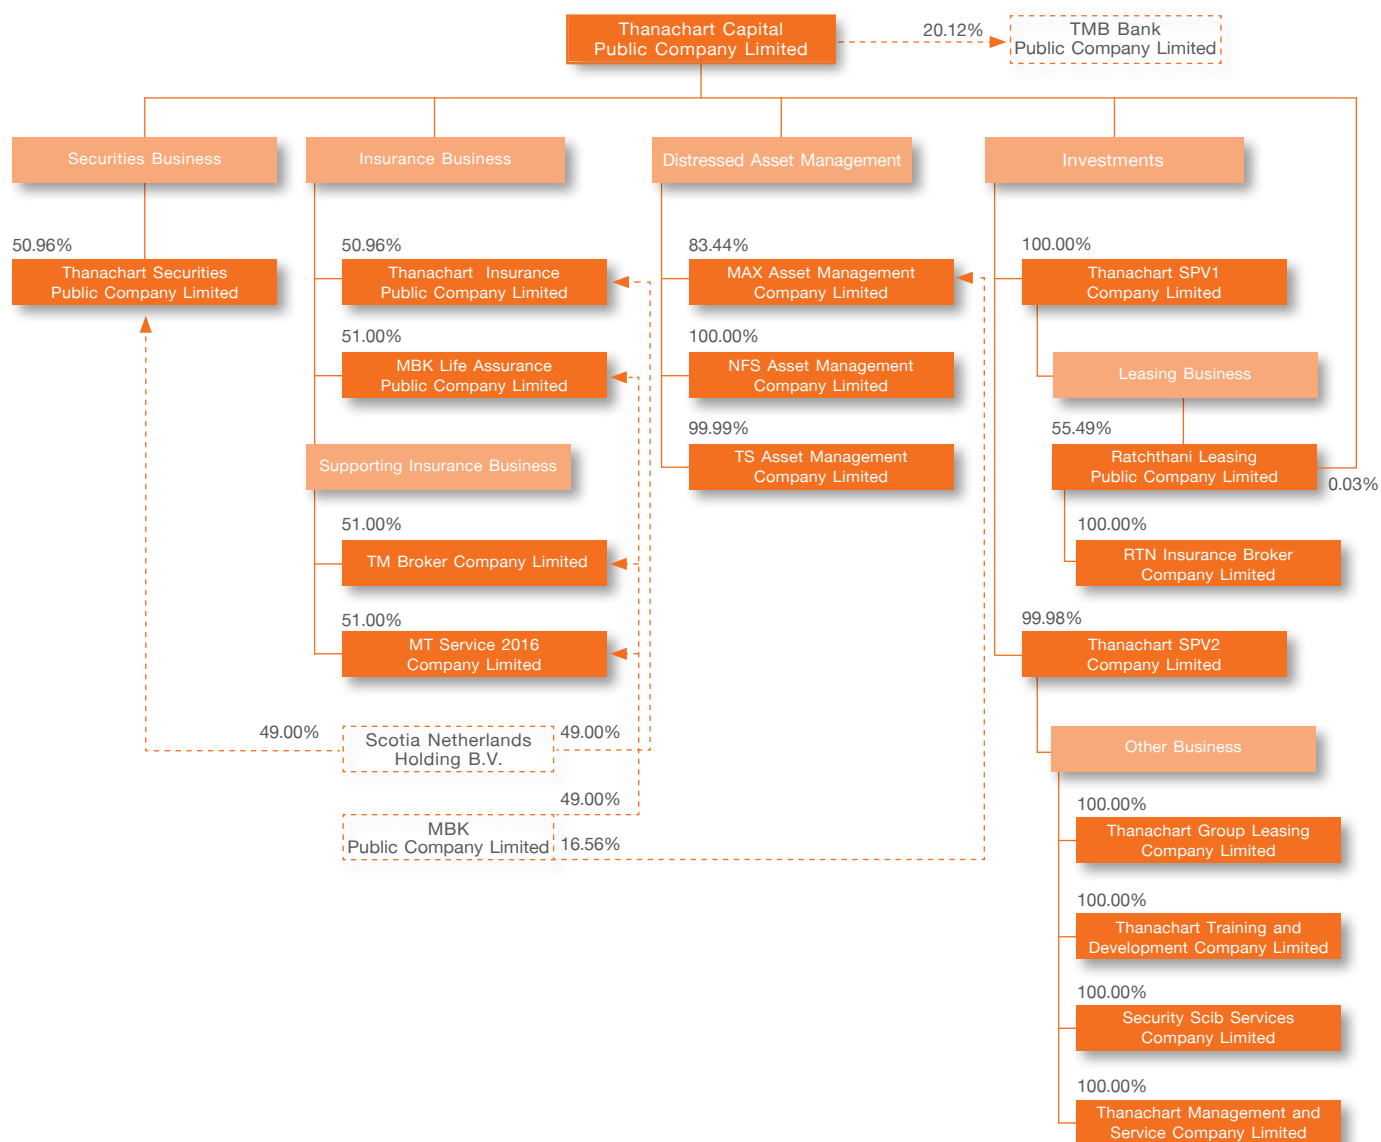 Thanachart Capital
Public Company Limited
20.12%
TMB Bank
Public Company Limited
Securities Business
Insurance Business
Distressed Asset Management
Investments
50.96%
Thanachart Securities
Public Company Limited
50.96%
Thanachart Insurance
Public Company Limited
83.44%
MAX Asset Management
Company Limited
100.00%
Thanachart SPV1
Company Limited
51.00%
MBK Life Assurance
Public Company Limited
100.00%
NFS Asset Management
Company Limited
Leasing Business
Supporting Insurance Business
99.99%
TS Asset Management
Company Limited
55.49%
Ratchthani Leasing
Public Company Limited
0.03%
51.00%
TM Broker Company Limited
100.00%
RTN Insurance Broker
Company Limited
51.00%
MT Service 2016
Company Limited
99.98%
Thanachart SPV2
Company Limited
49.00%
Scotia Netherlands
Holding B.V.
49.00%
Other Business
49.00%
MBK
Public Company Limited
16.56%
100.00%
Thanachart Group Leasing
Company Limited
100.00%
Thanachart Training and
Development Company Limited
100.00%
Security Scib Services
Company Limited
100.00%
Thanachart Management and
Service Company Limited